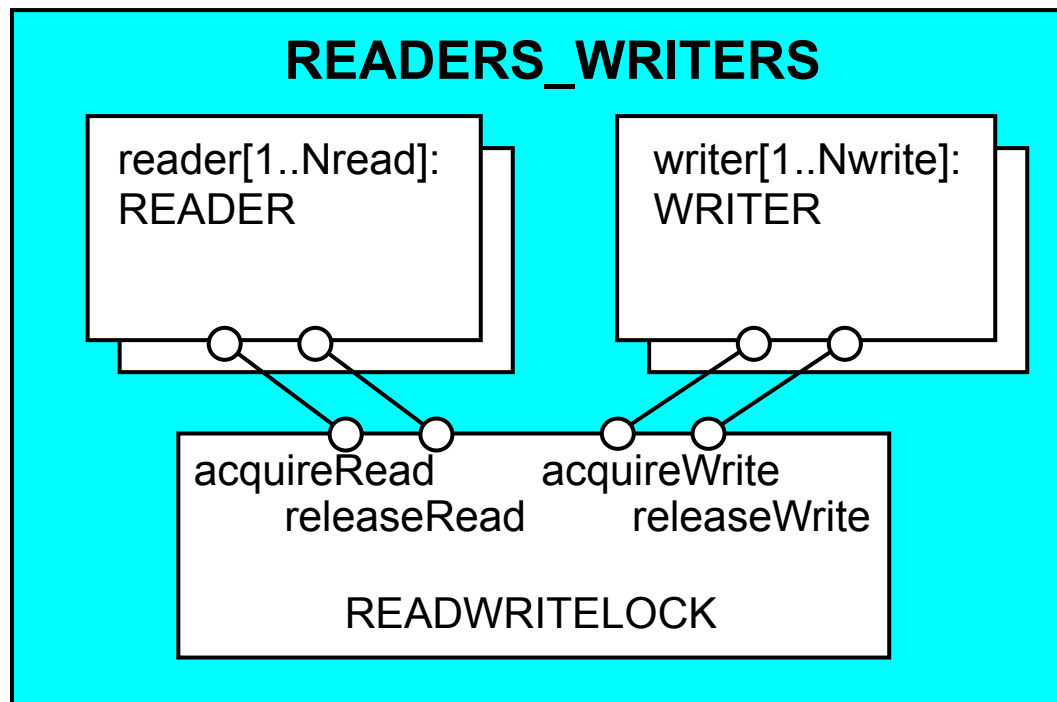 READERS_WRITERS
reader[1..Nread]:
READER
writer[1..Nwrite]:
WRITER
acquireRead
releaseRead
acquireWrite
releaseWrite
READWRITELOCK